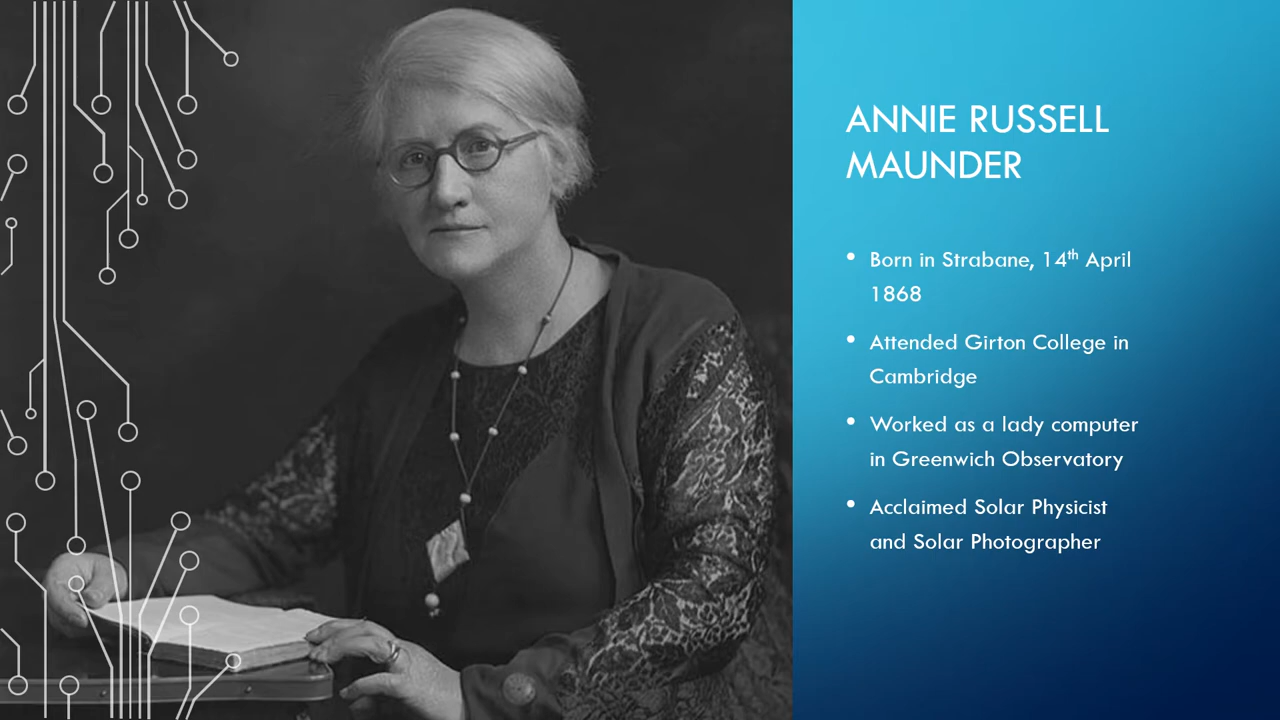 ANNIE RUSSELL
MAUNDER
• Born in Strabane, 14th April
1868
• Attended Girton College in
Cambridge
• Worked as a lady computer
in Greenwich Observatory
• Acclaimed Solar Physicist
and Solar Photographer